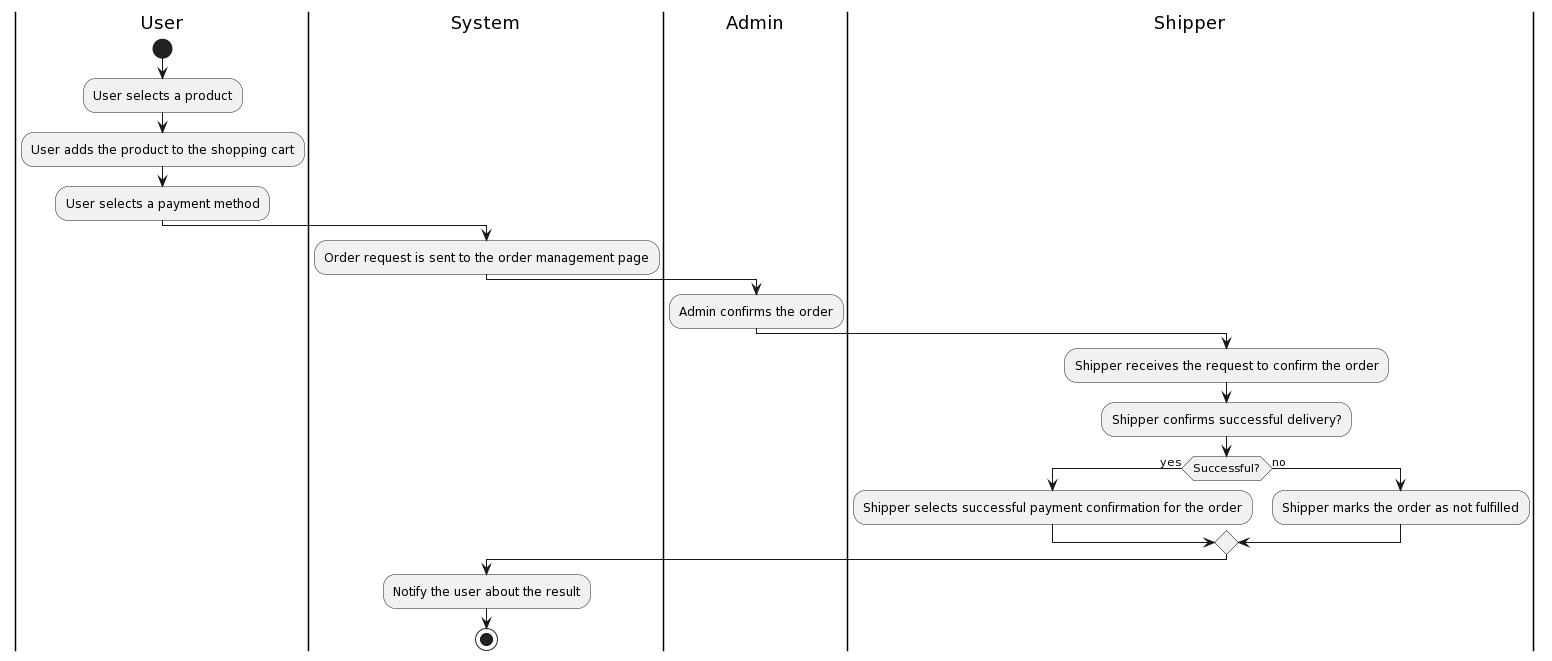 User
System
Admin
Shipper
User selects a product
User adds the product to the shopping cart
User selects a payment method
Order request is sent to the order management page
Admin confirms the order
Shipper receives the request to confirm the order
Shipper confirms successful delivery?
yes
Successful?
no
Shipper selects successful payment confirmation for the order
Shipper marks the order as not fulfilled
Notify the user about the result